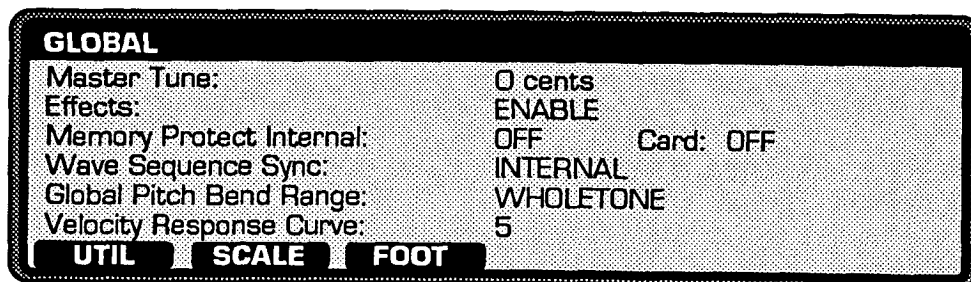 GLOBAL
Master Tune: 0 cents
Effects: ENABLE
Memory Protect Internal: OFF Card: OFF
Wave Sequence Sync: INTERNAL
Global Pitch Bend Range: WHOLETONE
Velocity Response Curve: 5
UTIL SCALE FOOT